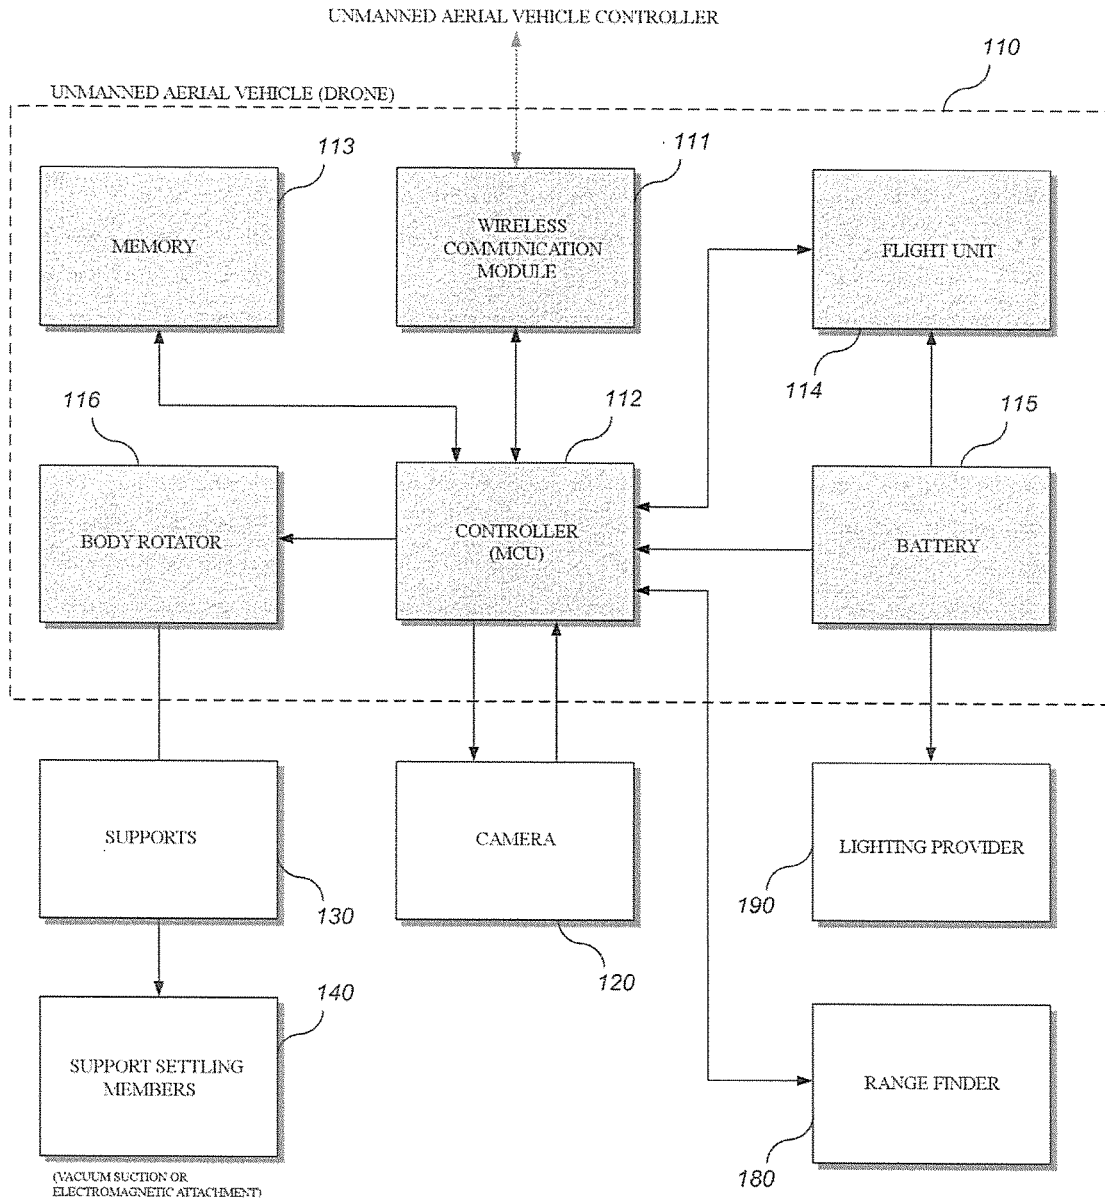 UNMANNED AERIAL VEHICLE CONTROLLER
110
UNMANNED AERIAL VEHICLE (DRONE)
113
111
MEMORY
WIRELESS
COMMUNICATION
MODULE
FLIGHT UNIT
114
116
112
115
BODY ROTATOR
CONTROLLER
(MCU)
BATTERY
SUPPORTS
CAMERA
LIGHTING PROVIDER
130
120
190
140
SUPPORT SETTLING
MEMBERS
RANGE FINDER
180
(VACUUM SUCTION OR
ELECTROMAGNETIC ATTACHMENT)